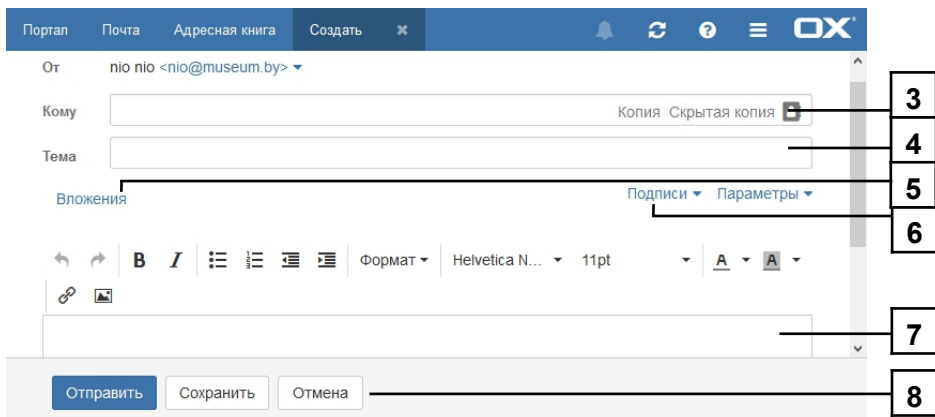 Портал Почта Адресная книга Создать OX
От nio nio <nio@museum.by>
Кому Копия Скрытая копия 3
Тема 4
Вложения Подписи Параметры 5
6
B I Формат Helvetica N... 11pt A A
7
Отправить Сохранить Отмена 8